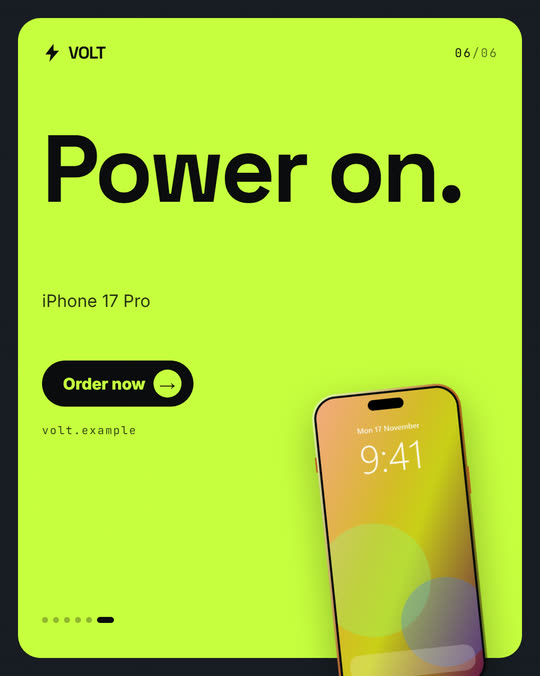 VOLT
06/06
Power on.
iPhone 17 Pro
Order now →
volt.example
Mon 17 November
9:41